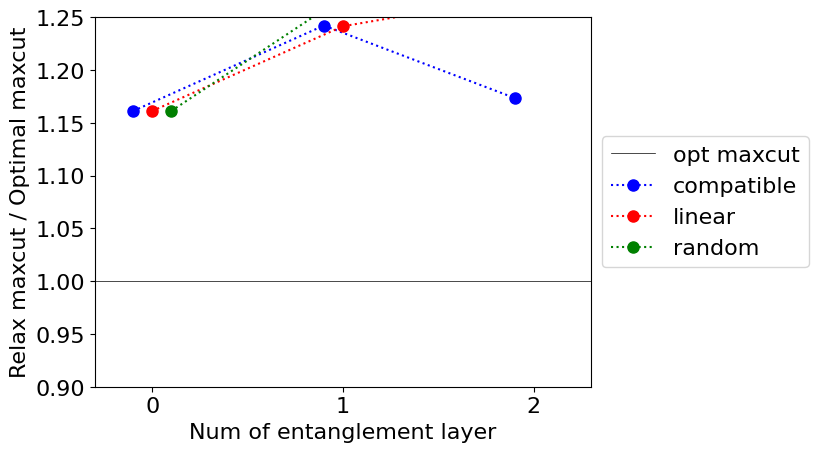 Relax maxcut / Optimal maxcut
1.25
1.20
1.15
1.10
1.05
1.00
0.95
0.90
0
1
2
Num of entanglement layer
opt maxcut
compatible
linear
random